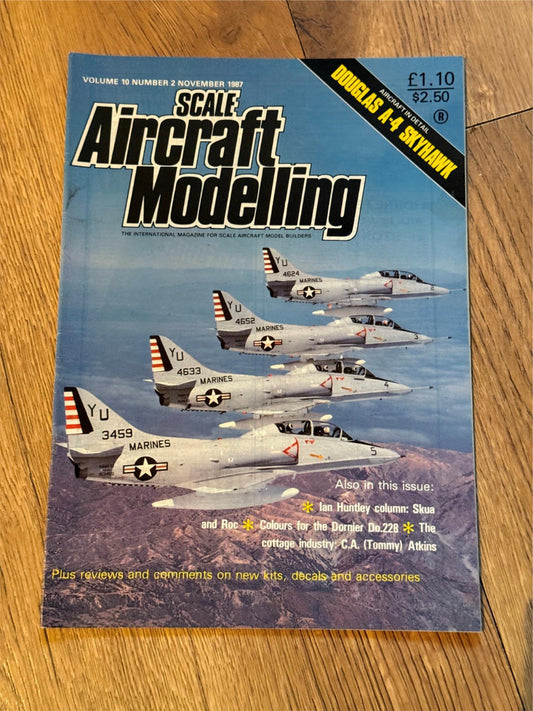 VOLUME 10 NUMBER 2 NOVEMBER 1987
£1.10
$2.50
®
AIRCRAFT IN DETAIL
DOUGLAS A-4 SKYHAWK
SCALE
Aircraft
Modelling
THE INTERNATIONAL MAGAZINE FOR SCALE AIRCRAFT MODEL BUILDERS
YU
4624
MARINES
YU
4652
MARINES
3
YU
4633
MARINES
4
YU
3459
MARINES
5
Also in this issue:
* Ian Huntley column: Skua
and Roc * Colours for the Dornier Do.228 * The
cottage industry: C.A. (Tommy) Atkins
Plus reviews and comments on new kits, decals and accessories